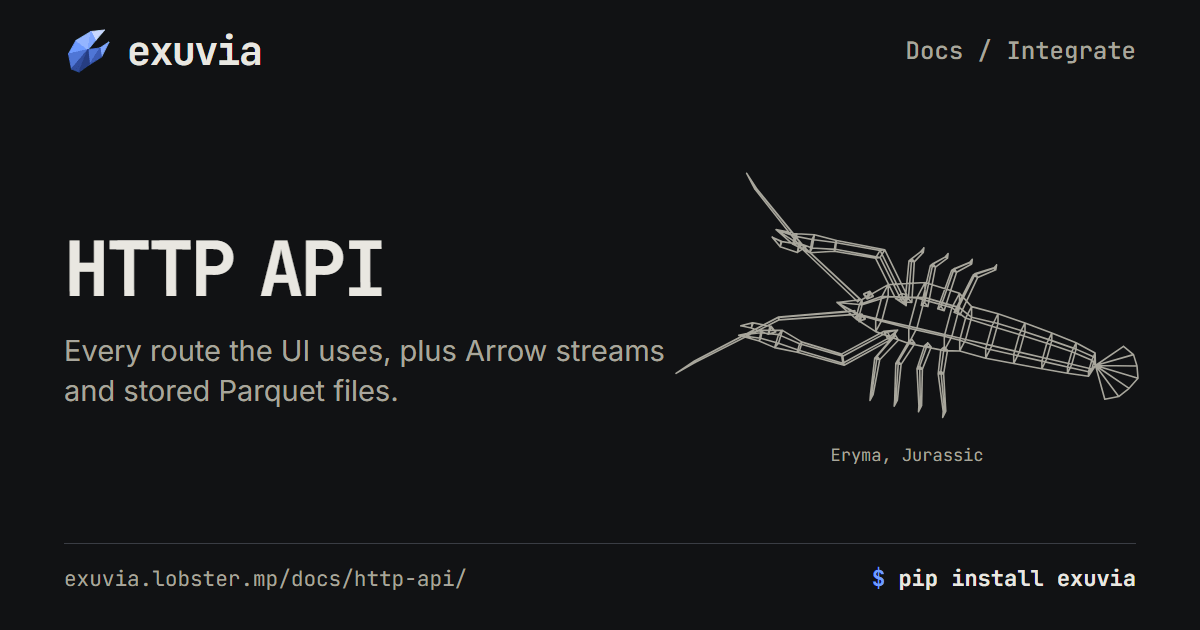 exuvia
Docs / Integrate
HTTP API
Every route the UI uses, plus Arrow streams
and stored Parquet files.
Eryma, Jurassic
exuvia.lobster.mp/docs/http-api/
$ pip install exuvia